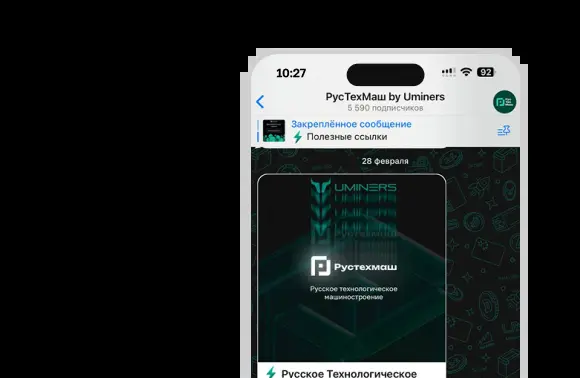 10:27
92
РусТехМаш by Uminers
5 590 подписчиков
Закреплённое сообщение
Полезные ссылки
28 февраля
UMINERS
Рустехмаш
Русское технологическое
машиностроение
Русское Технологическое